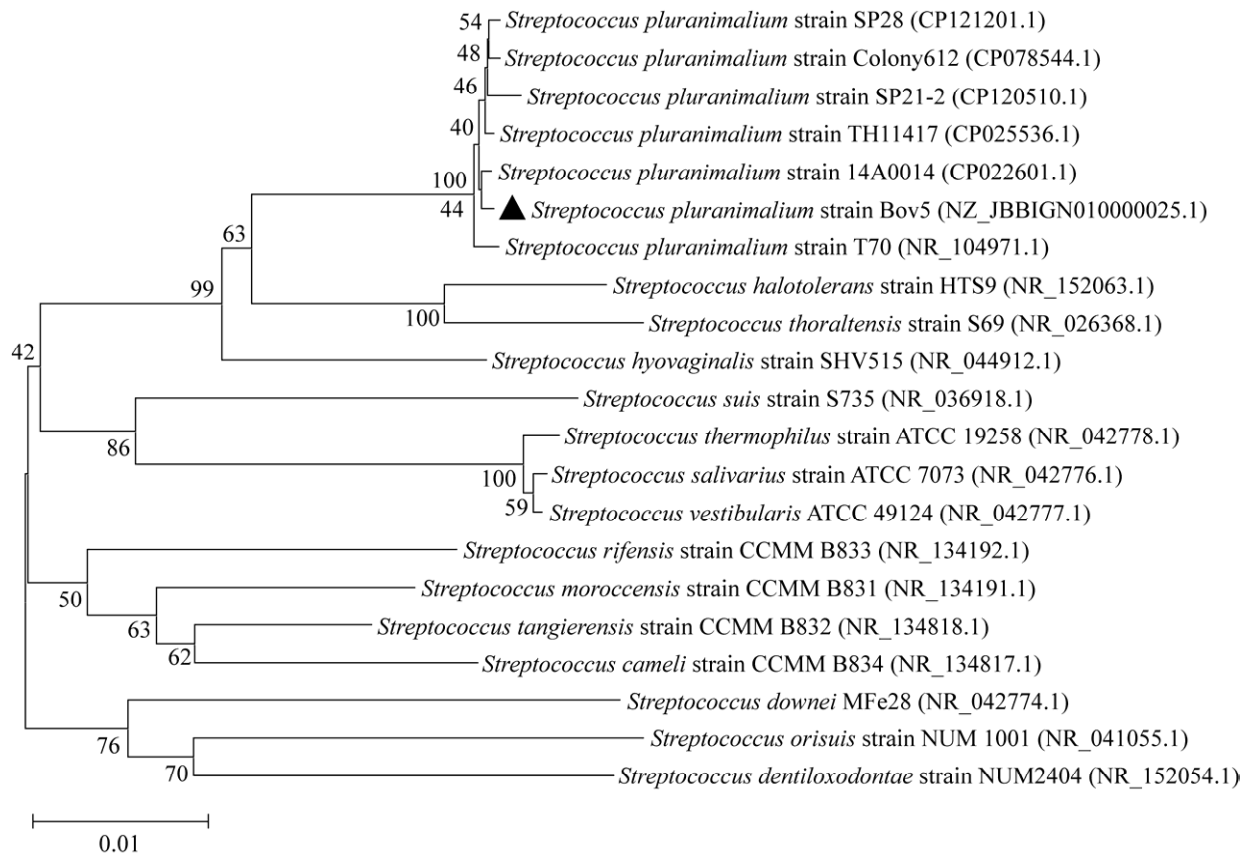 54
Streptococcus pluranimalium strain SP28 (CP121201.1)
48
Streptococcus pluranimalium strain Colony612 (CP078544.1)
46
Streptococcus pluranimalium strain SP21-2 (CP120510.1)
40
Streptococcus pluranimalium strain TH11417 (CP025536.1)
Streptococcus pluranimalium strain 14A0014 (CP022601.1)
100
44
Streptococcus pluranimalium strain Bov5 (NZ_JBBIGN010000025.1)
63
Streptococcus pluranimalium strain T70 (NR_104971.1)
99
Streptococcus halotolerans strain HTS9 (NR_152063.1)
100
Streptococcus thoraltensis strain S69 (NR_026368.1)
42
Streptococcus hyovaginalis strain SHV515 (NR_044912.1)
Streptococcus suis strain S735 (NR_036918.1)
86
Streptococcus thermophilus strain ATCC 19258 (NR_042778.1)
100
Streptococcus salivarius strain ATCC 7073 (NR_042776.1)
59
Streptococcus vestibularis ATCC 49124 (NR_042777.1)
Streptococcus rifensis strain CCMM B833 (NR_134192.1)
50
Streptococcus moroccensis strain CCMM B831 (NR_134191.1)
63
Streptococcus tangierensis strain CCMM B832 (NR_134818.1)
62
Streptococcus cameli strain CCMM B834 (NR_134817.1)
Streptococcus downei MFe28 (NR_042774.1)
76
Streptococcus orisuis strain NUM 1001 (NR_041055.1)
70
Streptococcus dentiloxodontae strain NUM2404 (NR_152054.1)
0.01